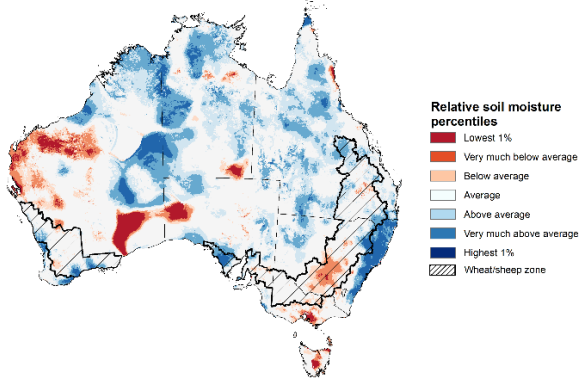 Relative soil moisture
percentiles
Lowest 1%
Very much below average
Below average
Average
Above average
Very much above average
Highest 1%
Wheat/sheep zone